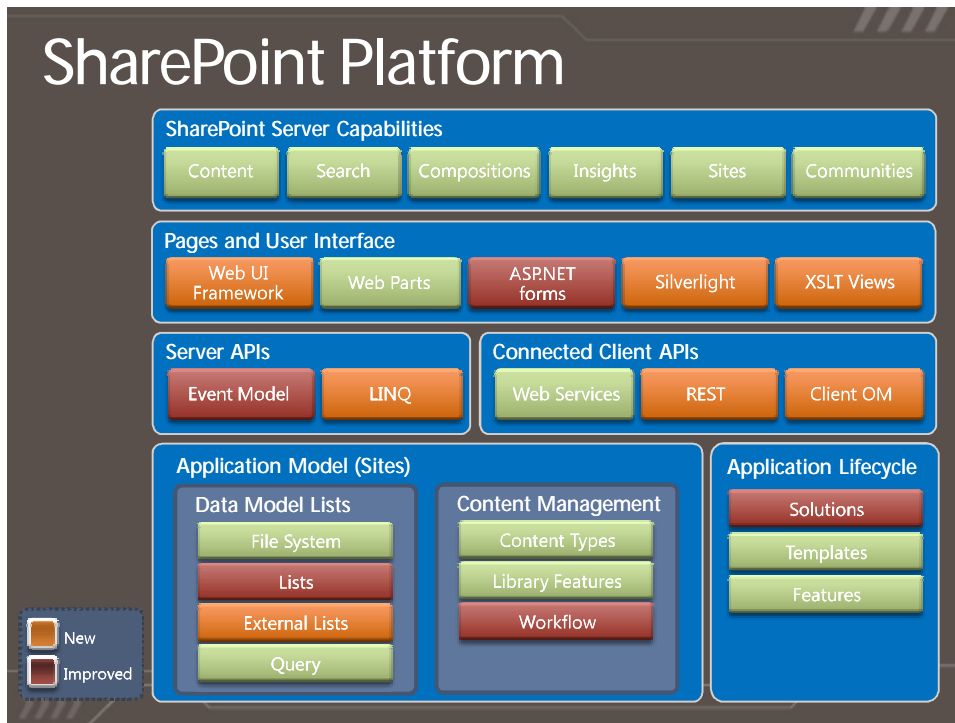 SharePoint Platform
SharePoint Server Capabilities
Content
Search
Compositions
Insights
Sites
Communities
Pages and User Interface
Web UI
Framework
Web Parts
ASP.NET
forms
Silverlight
XSLT Views
Server APIs
Event Model
LINQ
Connected Client APIs
Web Services
REST
Client OM
Application Model (Sites)
Data Model Lists
File System
Lists
External Lists
Query
Content Management
Content Types
Library Features
Workflow
Application Lifecycle
Solutions
Templates
Features
New
Improved